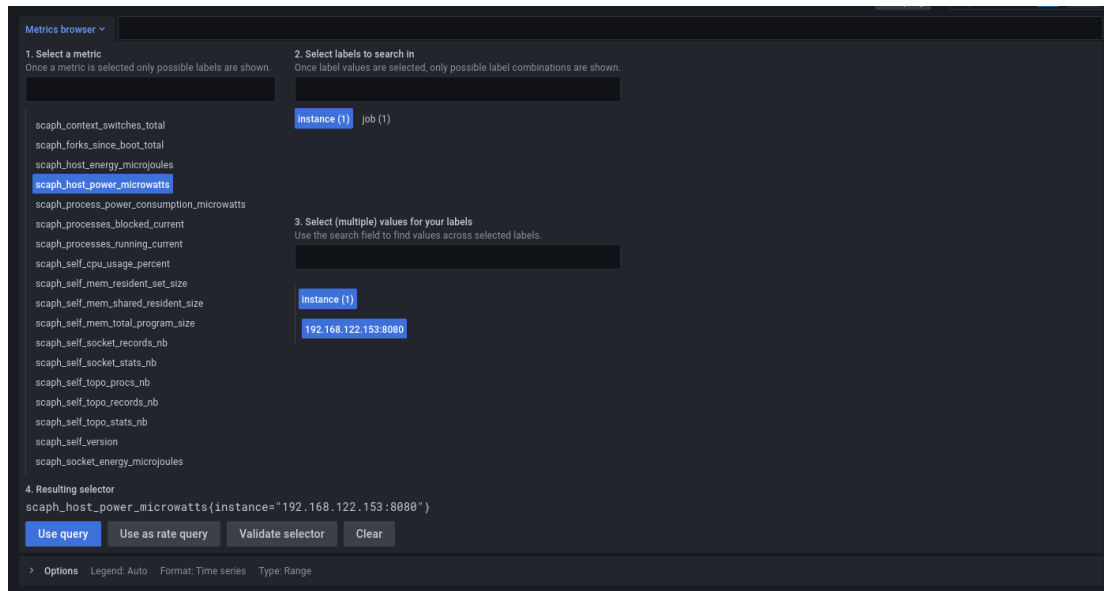 Metrics browser
1. Select a metric
Once a metric is selected only possible labels are shown.
scaph_context_switches_total
scaph_forks_since_boot_total
scaph_host_energy_microjoules
scaph_host_power_microwatts
scaph_process_power_consumption_microwatts
scaph_processes_blocked_current
scaph_processes_running_current
scaph_self_cpu_usage_percent
scaph_self_mem_resident_set_size
scaph_self_mem_shared_resident_size
scaph_self_mem_total_program_size
scaph_self_socket_records_nb
scaph_self_socket_stats_nb
scaph_self_topo_procs_nb
scaph_self_topo_records_nb
scaph_self_topo_stats_nb
scaph_self_version
scaph_socket_energy_microjoules
2. Select labels to search in
Once label values are selected, only possible label combinations are shown.
instance (1) job (1)
3. Select (multiple) values for your labels
Use the search field to find values across selected labels.
instance (1)
192.168.122.153:8080
4. Resulting selector
scaph_host_power_microwatts{instance="192.168.122.153:8080"}
Use query Use as rate query Validate selector Clear
Options Legend: Auto Format: Time series Type: Range